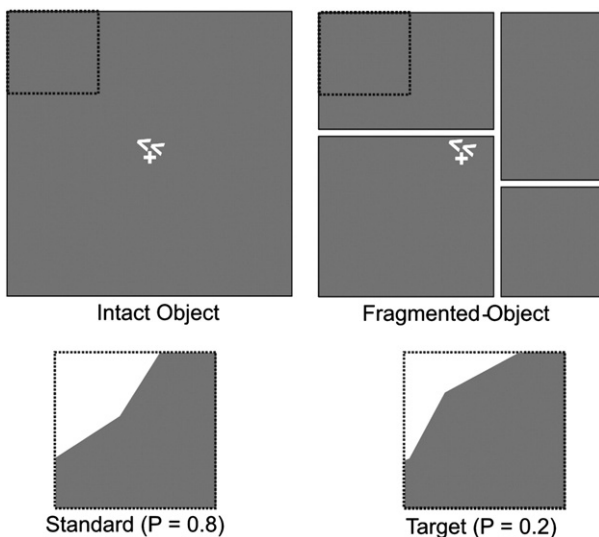 Intact Object
Fragmented-Object
Standard (P = 0.8)
Target (P = 0.2)